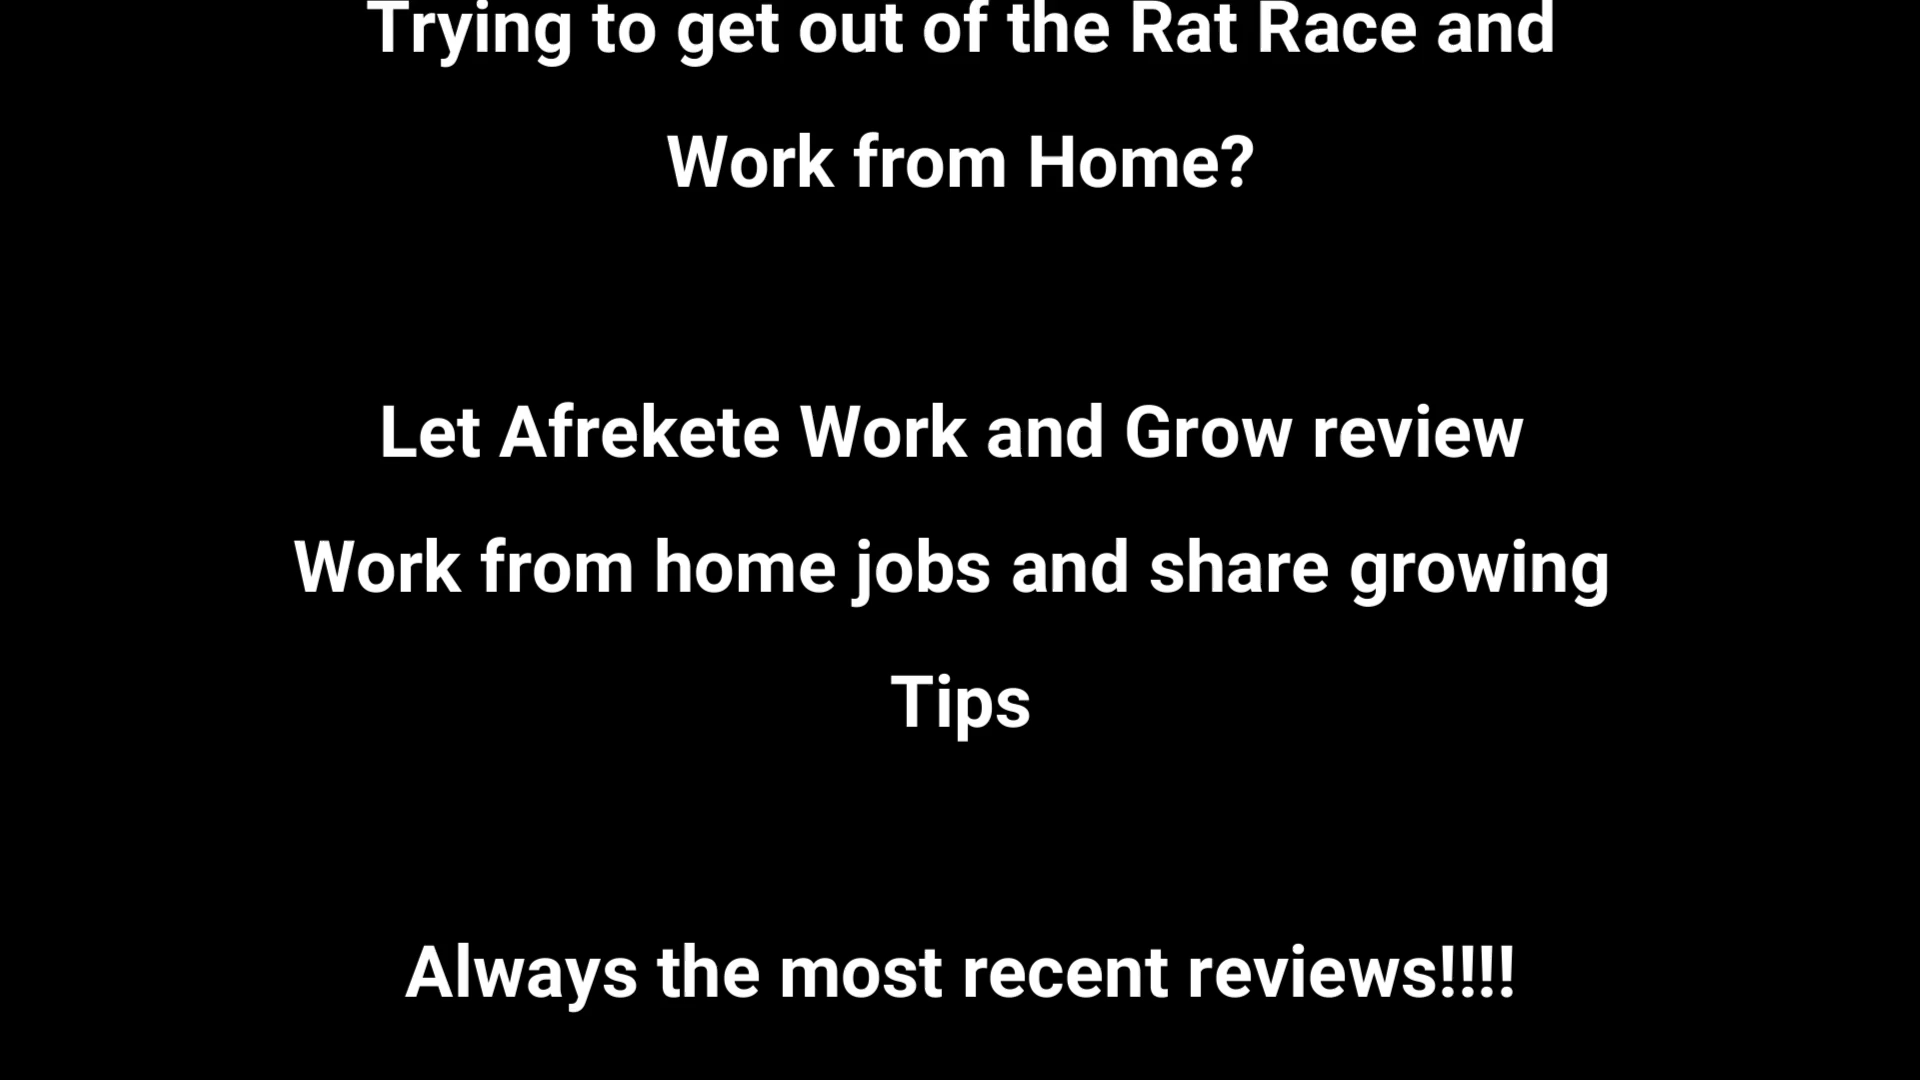 Trying to get out of the Rat Race and
Work from Home?
Let Afrekete Work and Grow review
Work from home jobs and share growing
Tips
Always the most recent reviews!!!!